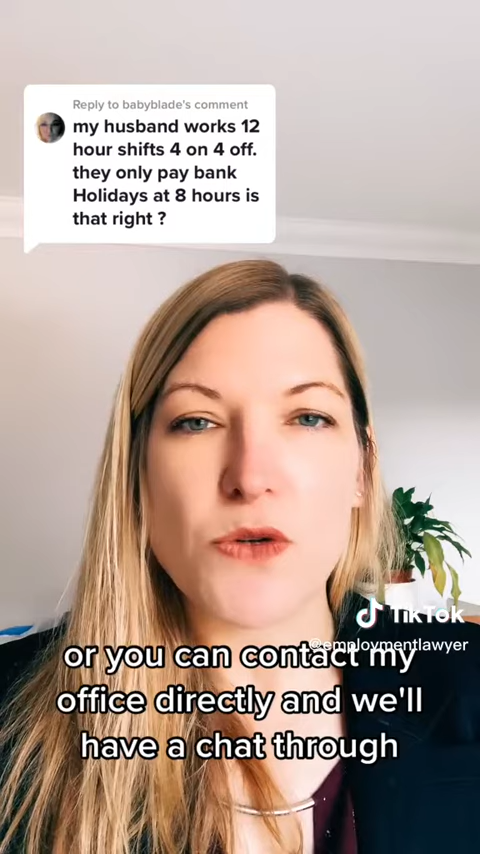 Reply to babyblade's comment
my husband works 12
hour shifts 4 on 4 off.
they only pay bank
Holidays at 8 hours is
that right ?
TikTok
@employmentlawyer
or you can contact my
office directly and we'll
have a chat through